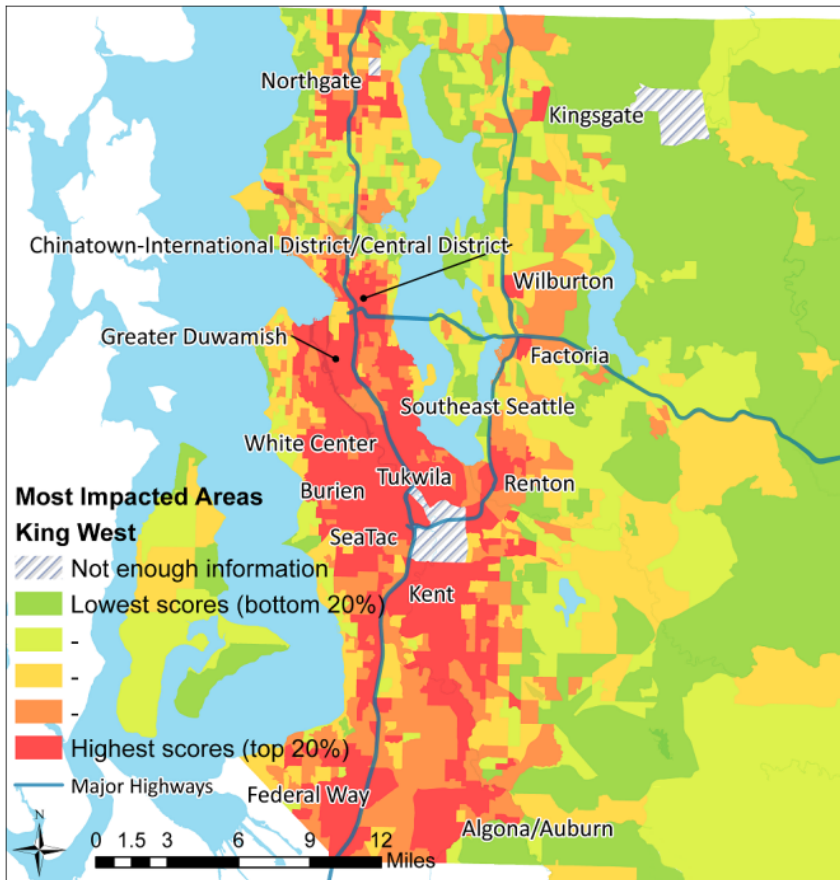 Northgate
Kingsgate
Chinatown-International District/Central District
Wilburton
Greater Duwamish
Factoria
Southeast Seattle
White Center
Tukwila
Burien
Renton
SeaTac
Kent
Federal Way
Algona/Auburn
Most Impacted Areas
King West
Not enough information
Lowest scores (bottom 20%)
-
-
-
Highest scores (top 20%)
Major Highways
N
0 1.5 3 6 9 12
Miles